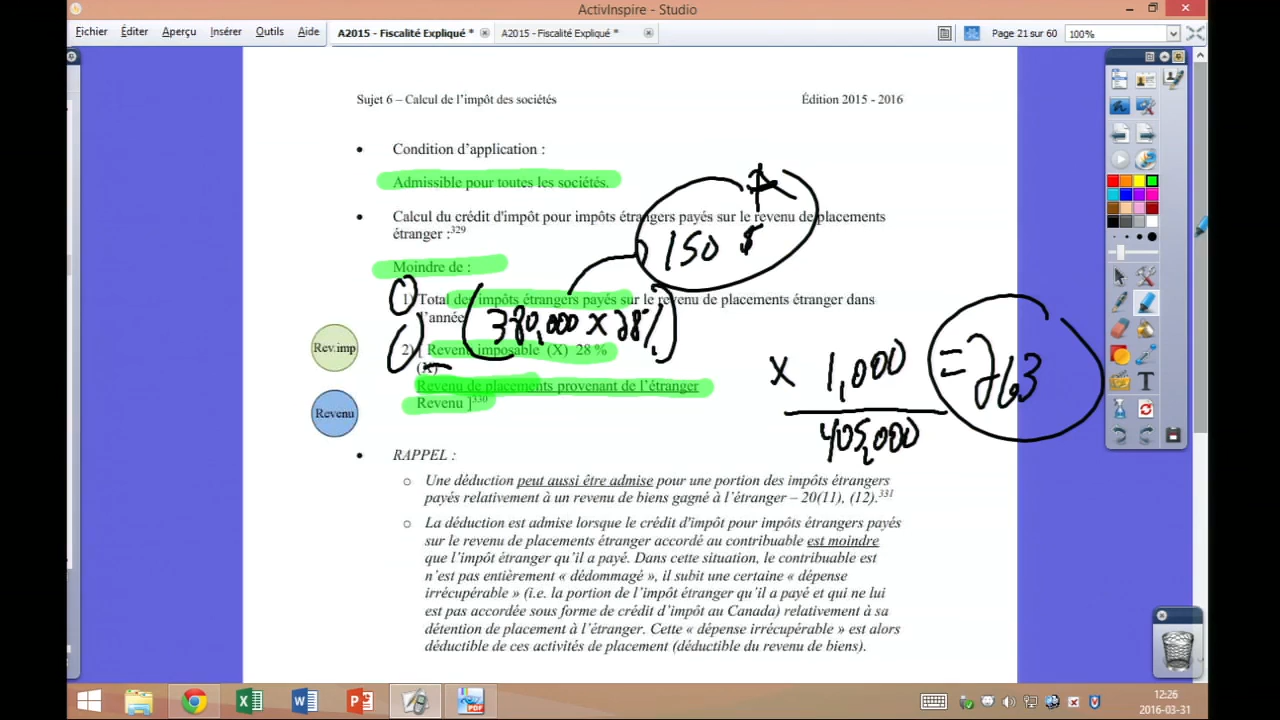 ActivInspire - Studio
Fichier Éditer Aperçu Insérer Outils Aide
A2015 - Fiscalité Expliqué * A2015 - Fiscalité Expliqué *
Page 21 sur 60 100%
Sujet 6 – Calcul de l'impôt des sociétés Édition 2015 - 2016
• Condition d'application :
Admissible pour toutes les sociétés.
• Calcul du crédit d'impôt pour impôts étrangers payés sur le revenu de placements
étranger :329
150 $
Moindre de :
1) Total des impôts étrangers payés sur le revenu de placements étranger dans
l'année
(380,000 x 28%)
Rev.imp
2) [ Revenu imposable (X) 28 %
(X)
x 1,000 = 263
Revenu de placements provenant de l'étranger
Revenu ]330
Revenu
405,000
• RAPPEL :
o Une déduction peut aussi être admise pour une portion des impôts étrangers
payés relativement à un revenu de biens gagné à l'étranger – 20(11), (12).331
o La déduction est admise lorsque le crédit d'impôt pour impôts étrangers payés
sur le revenu de placements étranger accordé au contribuable est moindre
que l'impôt étranger qu'il a payé. Dans cette situation, le contribuable est
n'est pas entièrement « dédommagé », il subit une certaine « dépense
irrécupérable » (i.e. la portion de l'impôt étranger qu'il a payé et qui ne lui
est pas accordée sous forme de crédit d'impôt au Canada) relativement à sa
détention de placement à l'étranger. Cette « dépense irrécupérable » est alors
déductible de ces activités de placement (déductible du revenu de biens).
12:26
2016-03-31